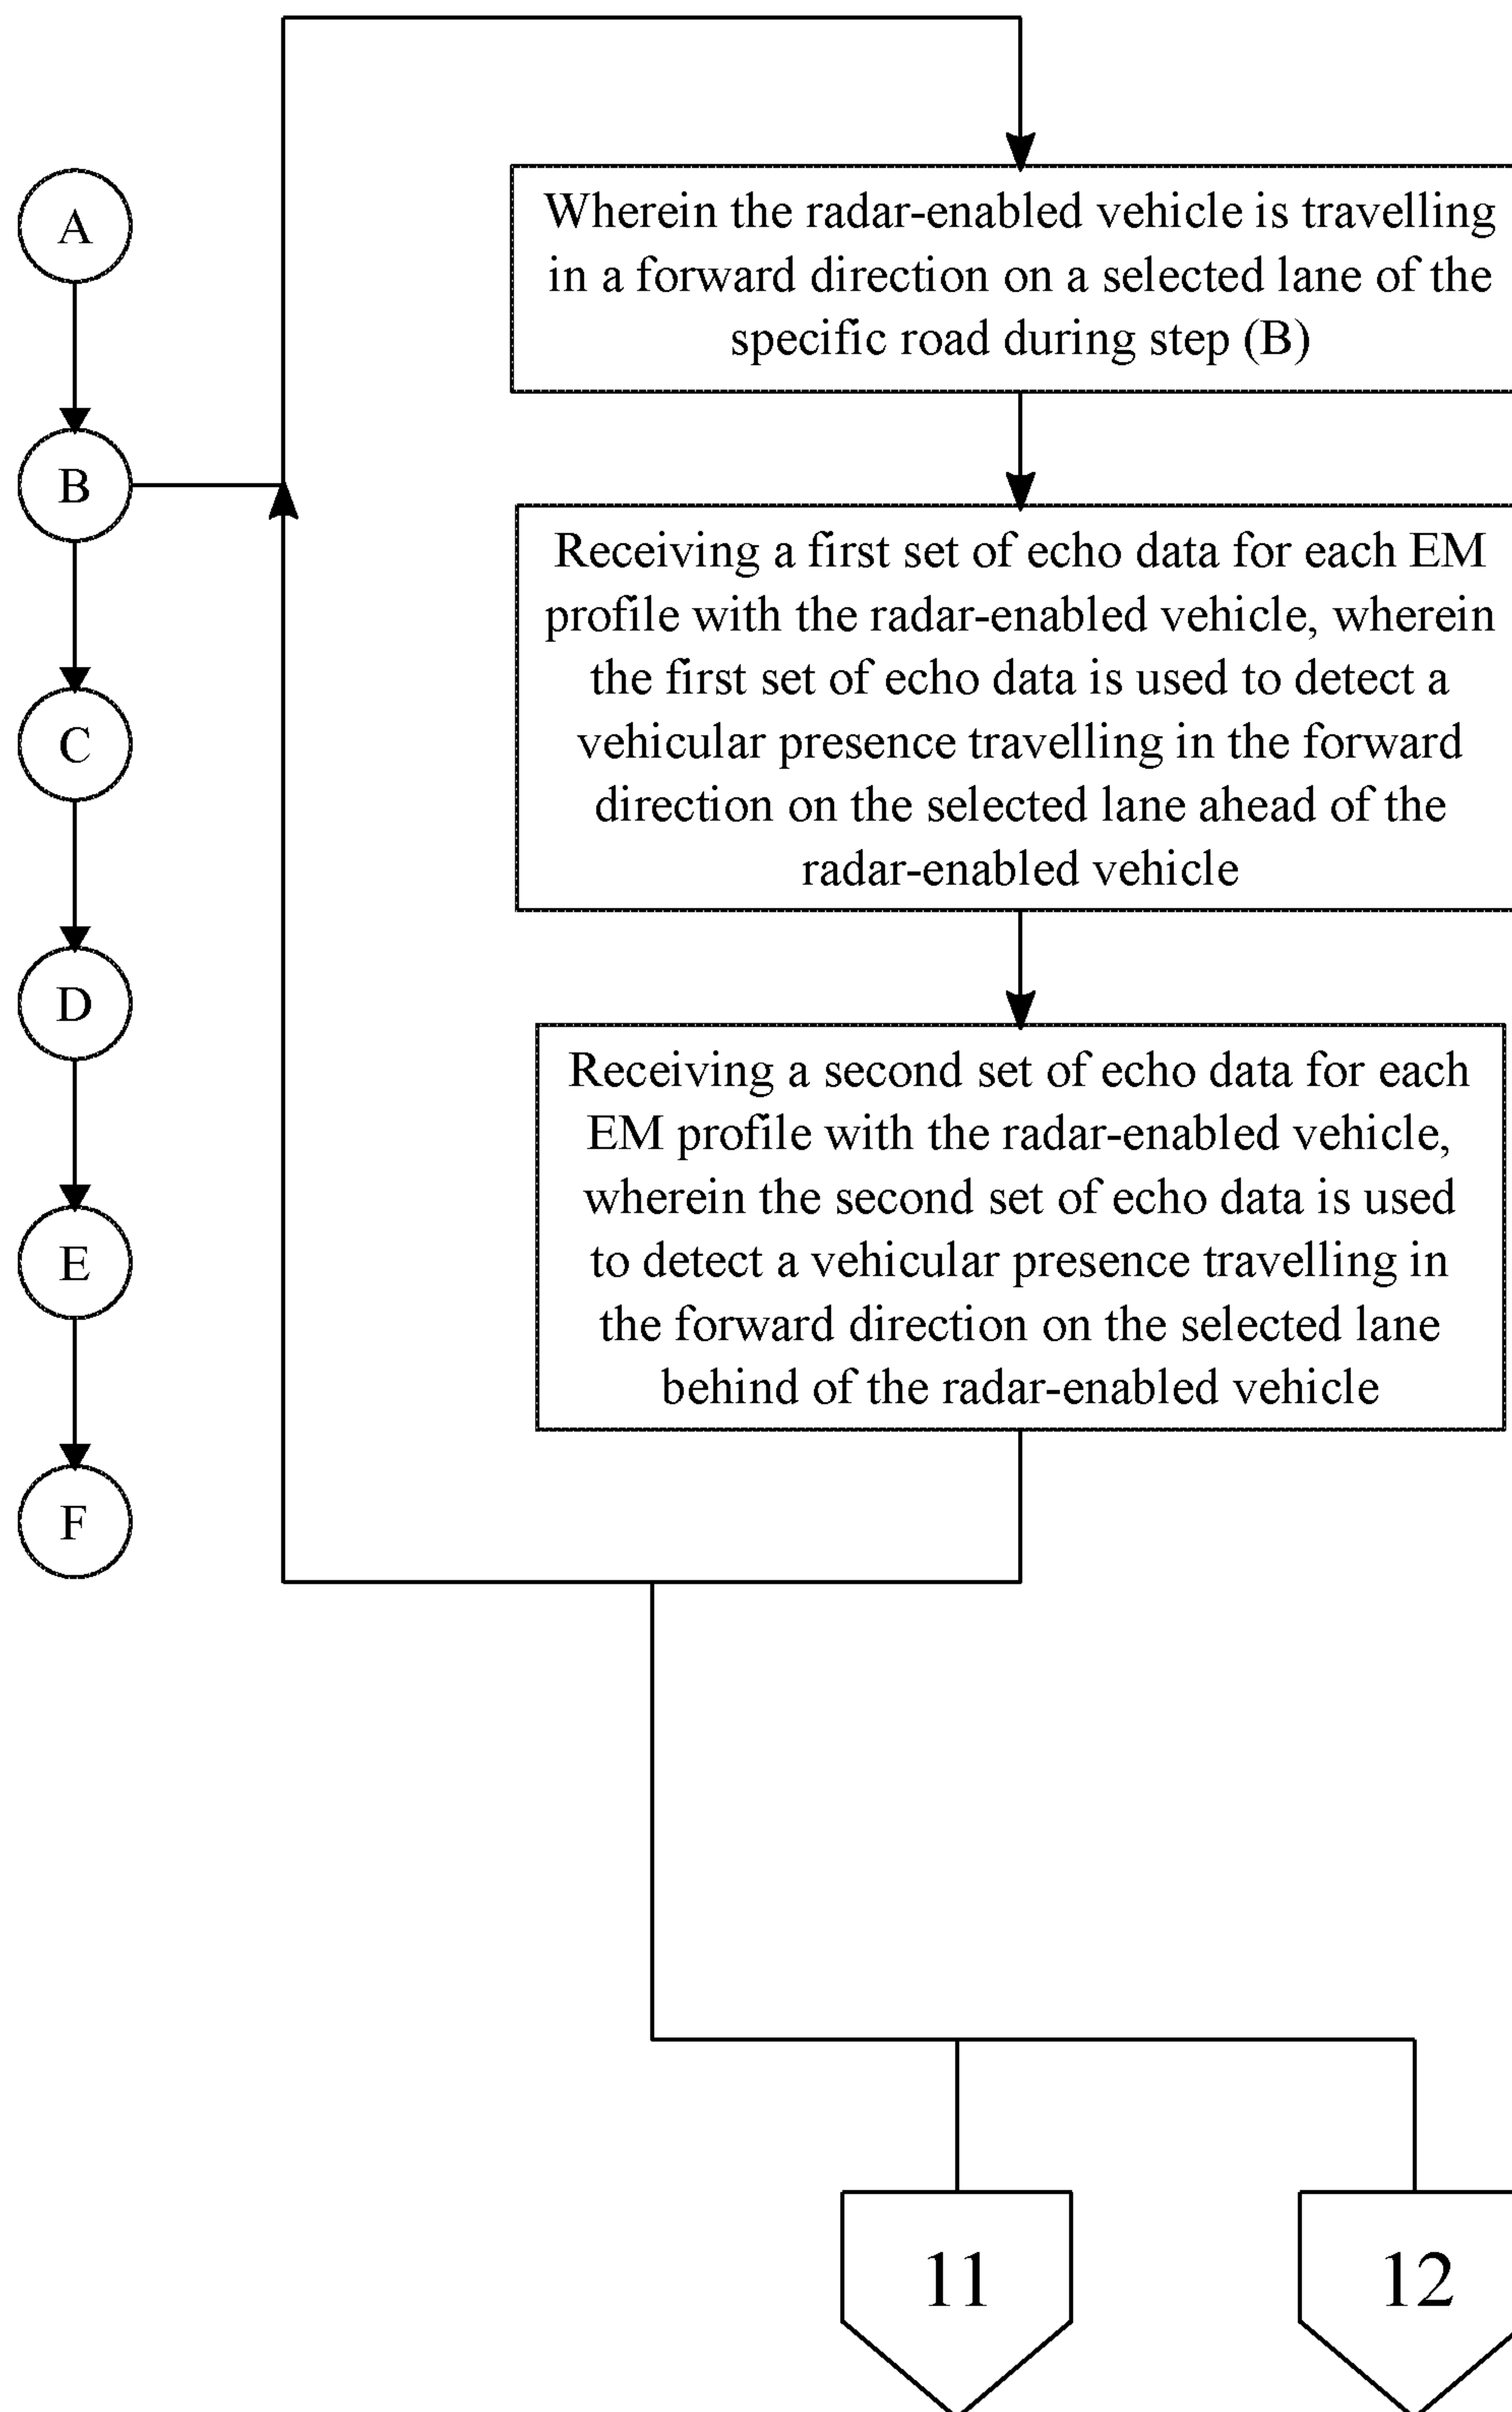 A
B
C
D
E
F
Wherein the radar-enabled vehicle is travelling
in a forward direction on a selected lane of the
specific road during step (B)
Receiving a first set of echo data for each EM
profile with the radar-enabled vehicle, wherein
the first set of echo data is used to detect a
vehicular presence travelling in the forward
direction on the selected lane ahead of the
radar-enabled vehicle
Receiving a second set of echo data for each
EM profile with the radar-enabled vehicle,
wherein the second set of echo data is used
to detect a vehicular presence travelling in
the forward direction on the selected lane
behind of the radar-enabled vehicle
11
12